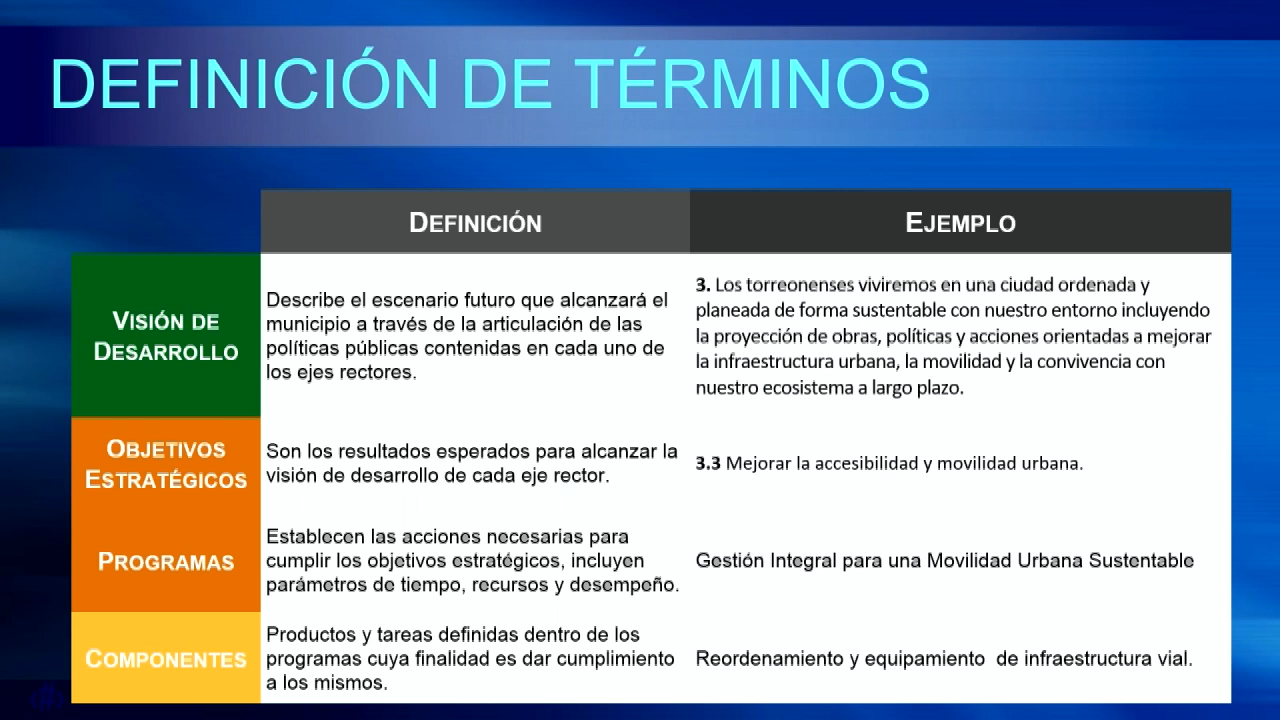 DEFINICIÓN DE TÉRMINOS
DEFINICIÓN
EJEMPLO
VISIÓN DE
DESARROLLO
Describe el escenario futuro que alcanzará el
municipio a través de la articulación de las
políticas públicas contenidas en cada uno de
los ejes rectores.
3. Los torreonenses viviremos en una ciudad ordenada y
planeada de forma sustentable con nuestro entorno incluyendo
la proyección de obras, políticas y acciones orientadas a mejorar
la infraestructura urbana, la movilidad y la convivencia con
nuestro ecosistema a largo plazo.
OBJETIVOS
ESTRATÉGICOS
Son los resultados esperados para alcanzar la
visión de desarrollo de cada eje rector.
3.3 Mejorar la accesibilidad y movilidad urbana.
PROGRAMAS
Establecen las acciones necesarias para
cumplir los objetivos estratégicos, incluyen
parámetros de tiempo, recursos y desempeño.
Gestión Integral para una Movilidad Urbana Sustentable
COMPONENTES
Productos y tareas definidas dentro de los
programas cuya finalidad es dar cumplimiento
a los mismos.
Reordenamiento y equipamiento  de infraestructura vial.